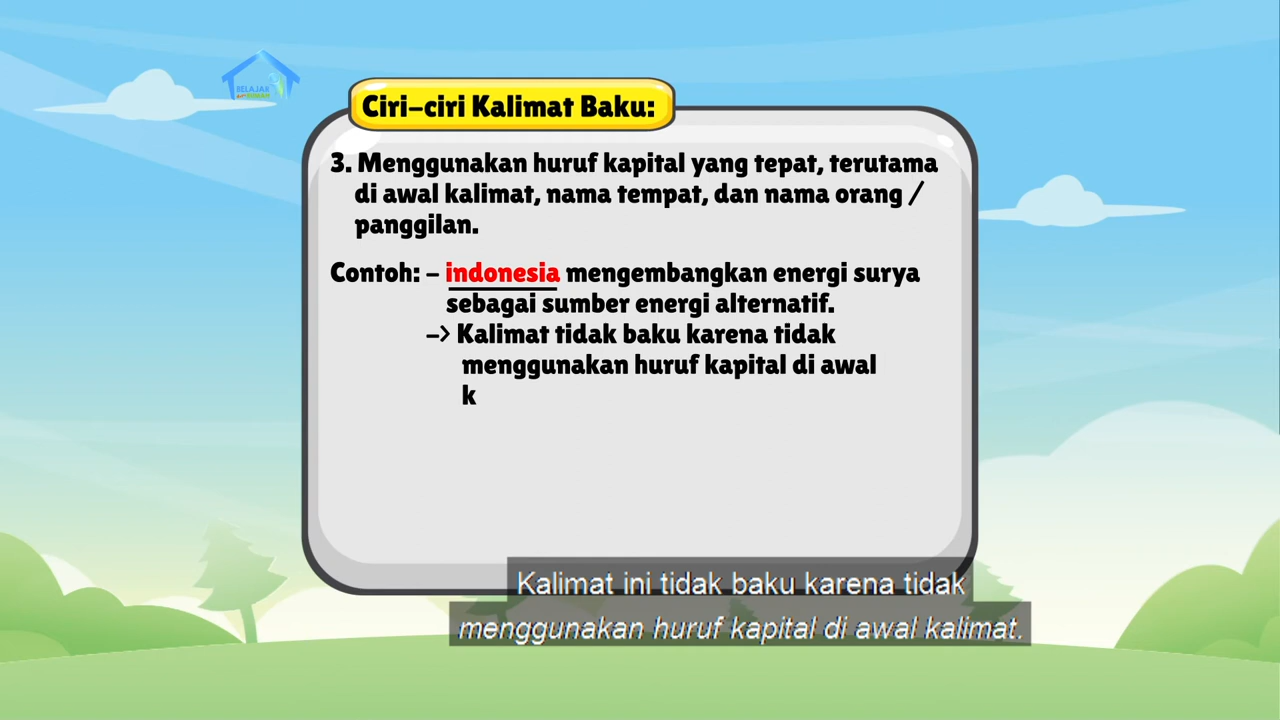 BELAJAR
Ciri-ciri Kalimat Baku:
3. Menggunakan huruf kapital yang tepat, terutama
di awal kalimat, nama tempat, dan nama orang /
panggilan.
Contoh: - indonesia mengembangkan energi surya
sebagai sumber energi alternatif.
-> Kalimat tidak baku karena tidak
menggunakan huruf kapital di awal
k
Kalimat ini tidak baku karena tidak
menggunakan huruf kapital di awal kalimat.